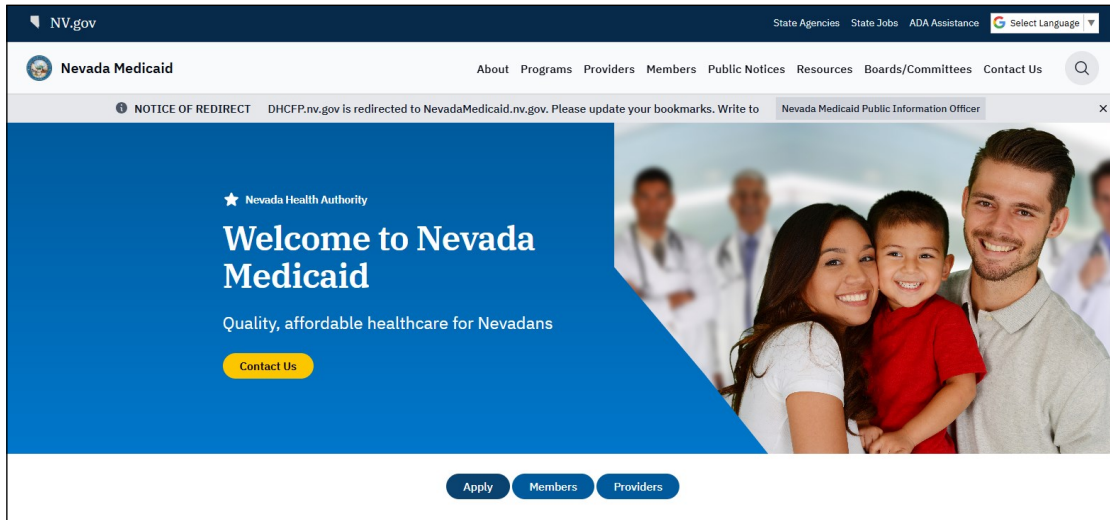 NV.gov
State Agencies State Jobs ADA Assistance G Select Language ▼
Nevada Medicaid
About Programs Providers Members Public Notices Resources Boards/Committees Contact Us
NOTICE OF REDIRECT DHCFP.nv.gov is redirected to NevadaMedicaid.nv.gov. Please update your bookmarks. Write to Nevada Medicaid Public Information Officer ×
Nevada Health Authority
Welcome to Nevada
Medicaid
Quality, affordable healthcare for Nevadans
Contact Us
Apply Members Providers